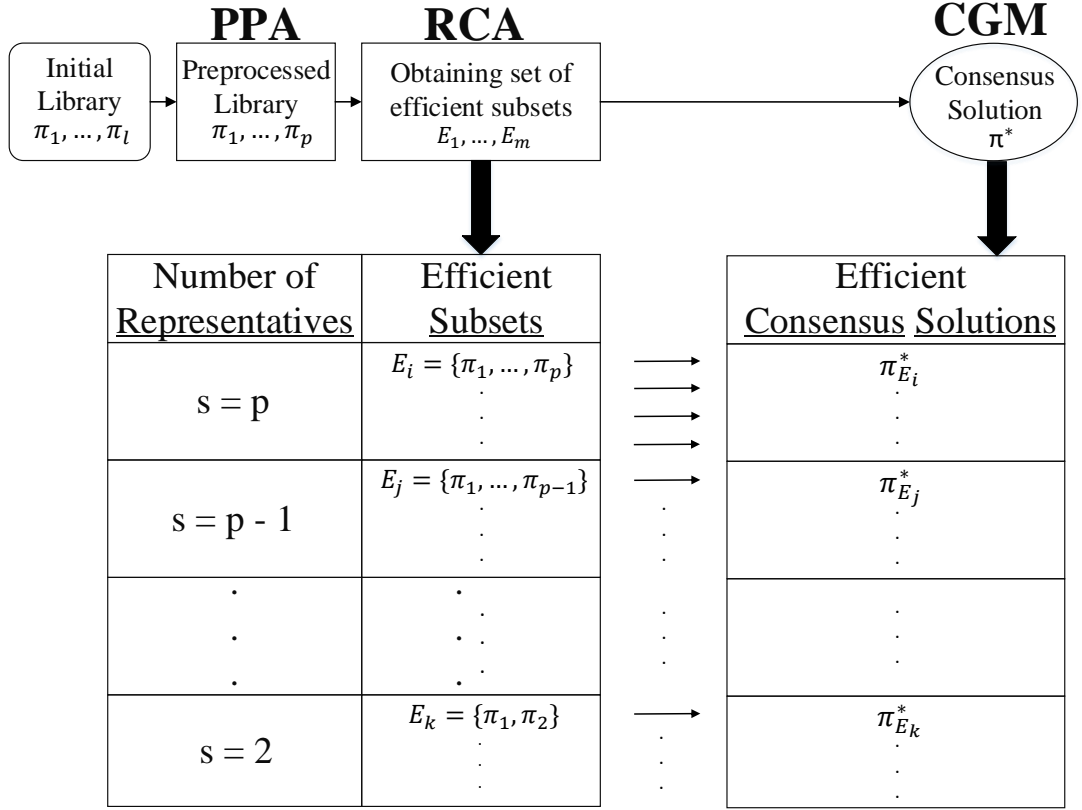 PPA RCA CGM
Initial
Library
π₁, … , πₗ
Preprocessed
Library
π₁, … , πₚ
Obtaining set of
efficient subsets
E₁, … , Eₘ
Consensus
Solution
π*
Number of
Representatives
Efficient
Subsets
Efficient
Consensus Solutions
s = p
Eᵢ = {π₁, … , πₚ}
π*_{Eᵢ}
s = p - 1
Eⱼ = {π₁, … , πₚ₋₁}
π*_{Eⱼ}
s = 2
Eₖ = {π₁, π₂}
π*_{Eₖ}